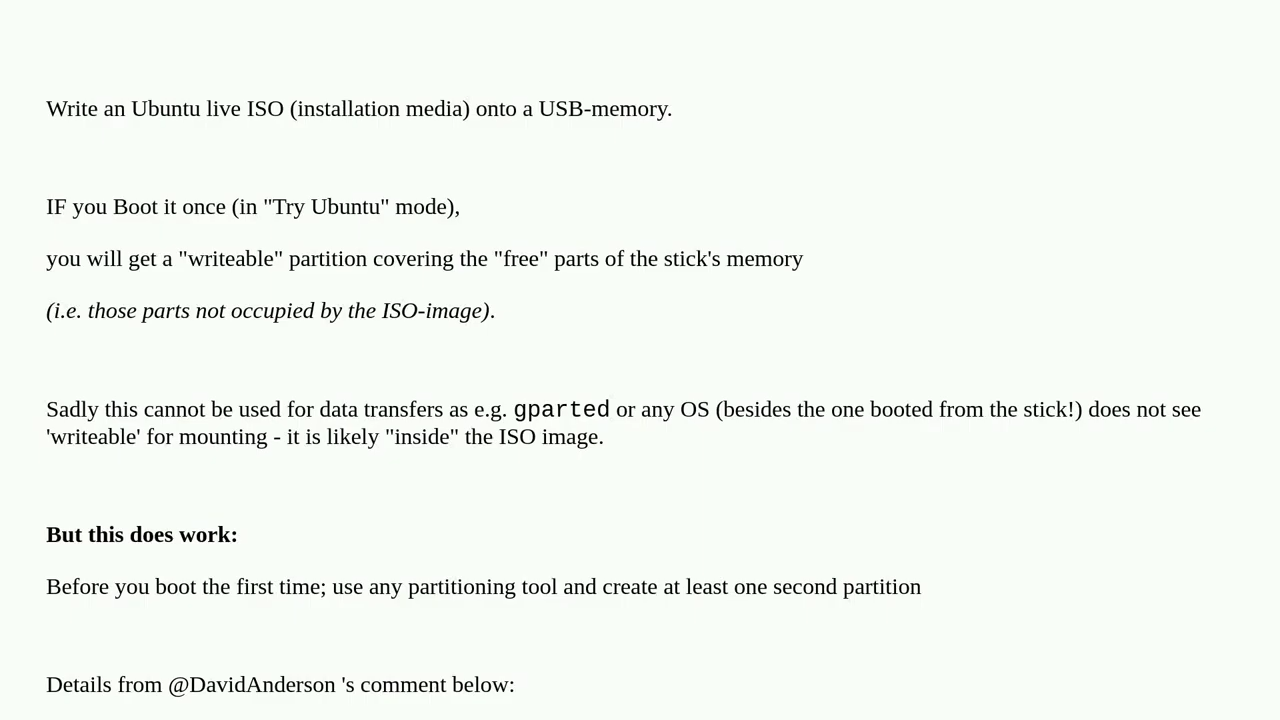 Write an Ubuntu live ISO (installation media) onto a USB-memory.
IF you Boot it once (in "Try Ubuntu" mode),
you will get a "writeable" partition covering the "free" parts of the stick's memory
(i.e. those parts not occupied by the ISO-image).
Sadly this cannot be used for data transfers as e.g. gparted or any OS (besides the one booted from the stick!) does not see
'writeable' for mounting - it is likely "inside" the ISO image.
But this does work:
Before you boot the first time; use any partitioning tool and create at least one second partition
Details from @DavidAnderson 's comment below: